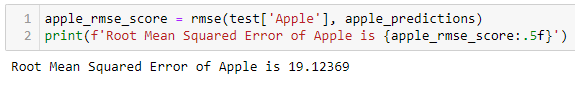 1 apple_rmse_score = rmse(test['Apple'], apple_predictions)
2 print(f'Root Mean Squared Error of Apple is {apple_rmse_score:.5f}')
Root Mean Squared Error of Apple is 19.12369